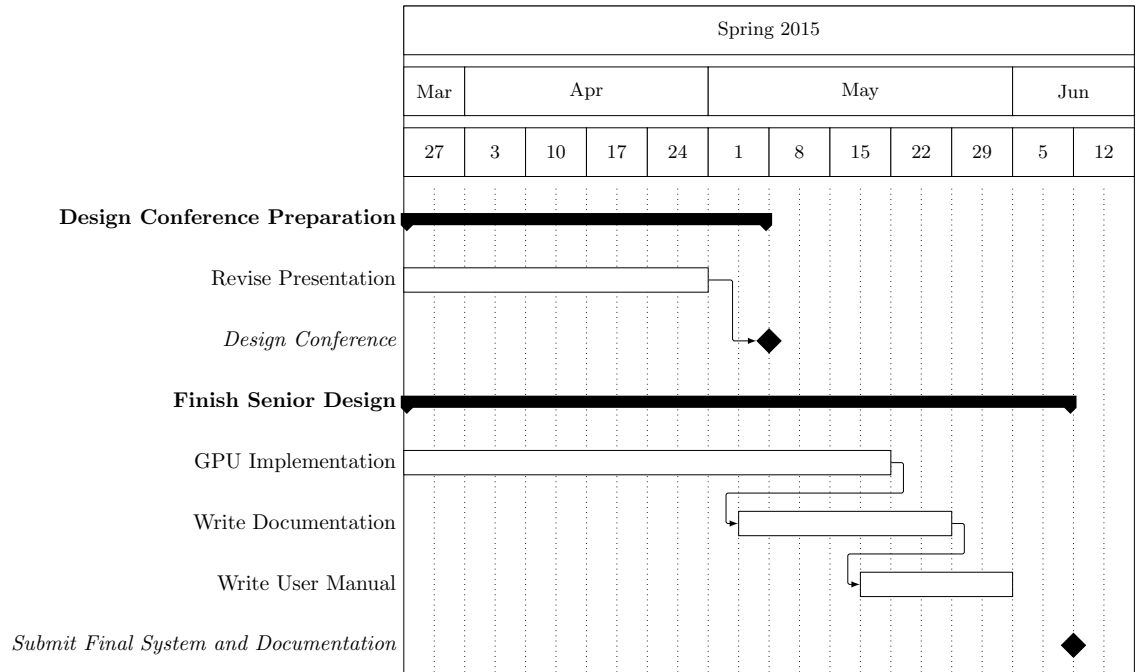 Spring 2015
Mar Apr May Jun
27 3 10 17 24 1 8 15 22 29 5 12
Design Conference Preparation
Revise Presentation
Design Conference
Finish Senior Design
GPU Implementation
Write Documentation
Write User Manual
Submit Final System and Documentation